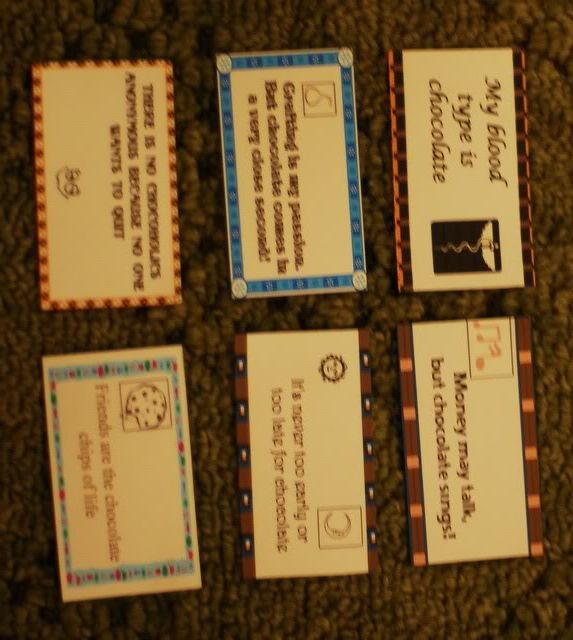 My blood
type is
chocolate
Money may talk,
but chocolate sings!
Crafting is my passion.
But chocolate comes in
a very close second!
It's never too early or
too late for chocolate
THERE IS NO CHOCOHOLICS
ANONYMOUS BECAUSE NO ONE
WANTS TO QUIT
Friends are the chocolate
chips of life